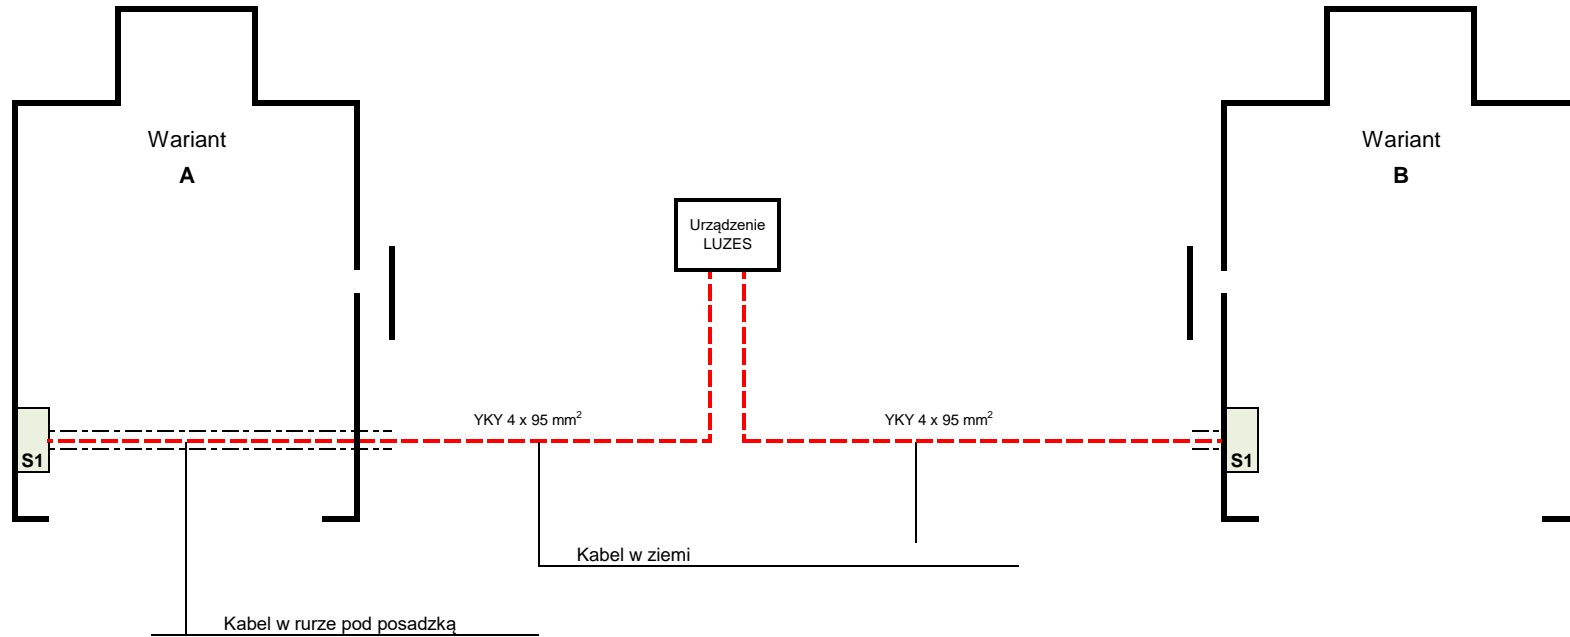 Wariant
A
Wariant
B
Urządzenie
LUZES
YKY 4 x 95 mm²
YKY 4 x 95 mm²
S1
S1
Kabel w ziemi
Kabel w rurze pod posadzką